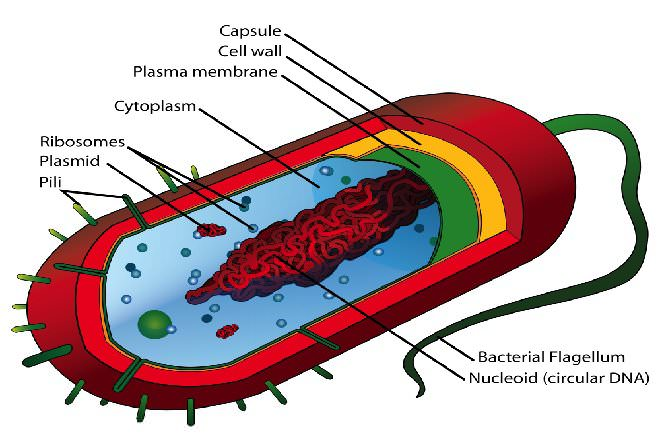 Capsule
Cell wall
Plasma membrane
Cytoplasm
Ribosomes
Plasmid
Pili
Bacterial Flagellum
Nucleoid (circular DNA)